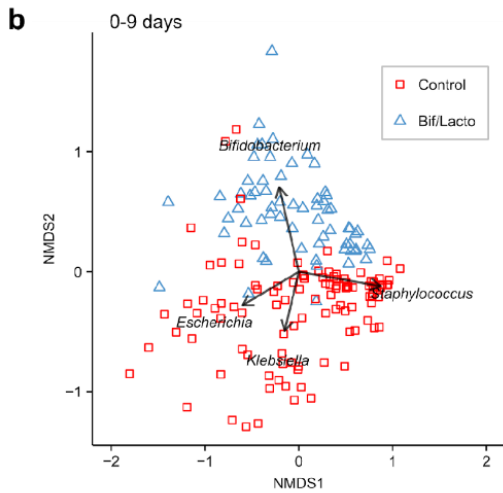 b
0-9 days
Control
Bif/Lacto
Bifidobacterium
Staphylococcus
Escherichia
Klebsiella
NMDS2
1
0
−1
−2
−1
0
1
2
NMDS1